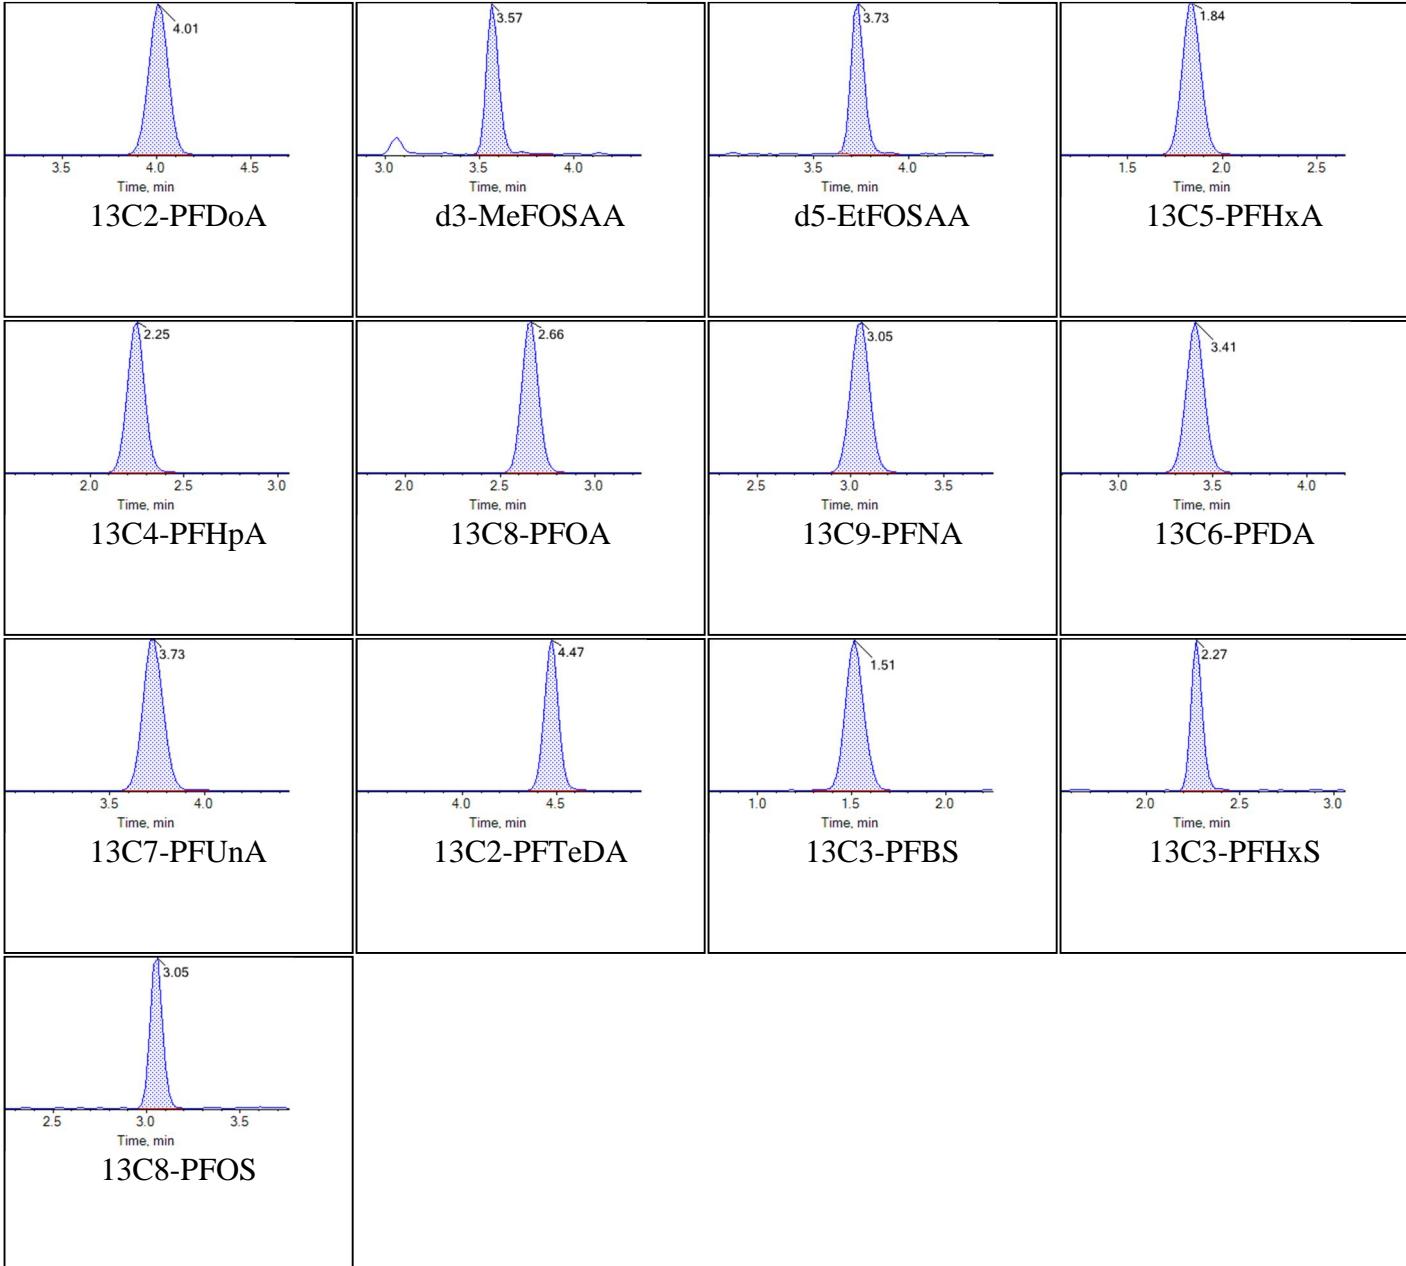 4.01
3.5 4.0 4.5
Time, min
13C2-PFDoA
3.57
3.0 3.5 4.0
Time, min
d3-MeFOSAA
3.73
3.5 4.0
Time, min
d5-EtFOSAA
1.84
1.5 2.0 2.5
Time, min
13C5-PFHxA
2.25
2.0 2.5 3.0
Time, min
13C4-PFHpA
2.66
2.0 2.5 3.0
Time, min
13C8-PFOA
3.05
2.5 3.0 3.5
Time, min
13C9-PFNA
3.41
3.0 3.5 4.0
Time, min
13C6-PFDA
3.73
3.5 4.0
Time, min
13C7-PFUnA
4.47
4.0 4.5
Time, min
13C2-PFTeDA
1.51
1.0 1.5 2.0
Time, min
13C3-PFBS
2.27
2.0 2.5 3.0
Time, min
13C3-PFHxS
3.05
2.5 3.0 3.5
Time, min
13C8-PFOS